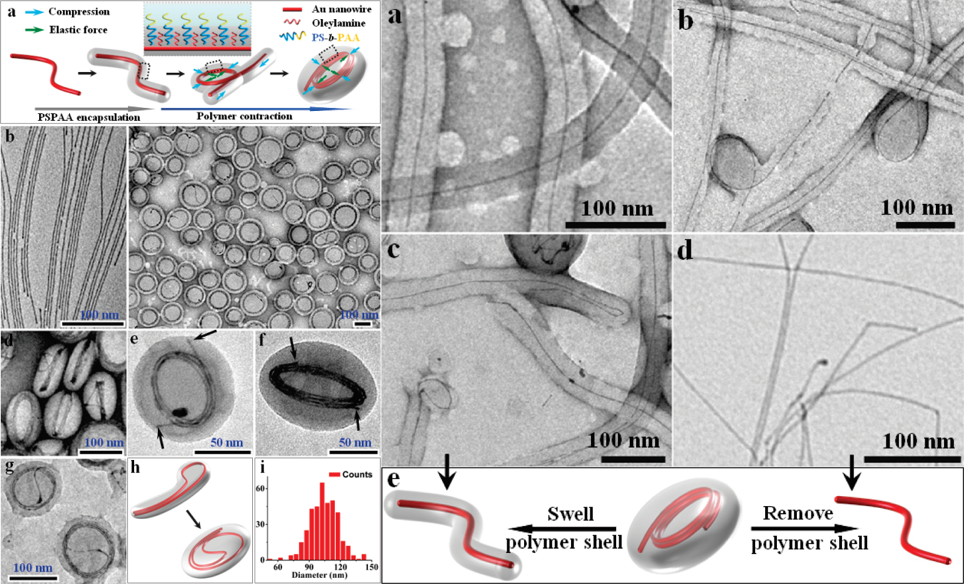 a
Compression
Elastic force
Au nanowire
Oleylamine
PS-b-PAA
PSPAA encapsulation
Polymer contraction
b
100 nm
c
100 nm
d
100 nm
e
50 nm
f
50 nm
g
100 nm
h
i
Counts
60
30
0
60 90 120 150
Diameter (nm)
a
100 nm
b
100 nm
c
100 nm
d
100 nm
e
Swell
polymer shell
Remove
polymer shell